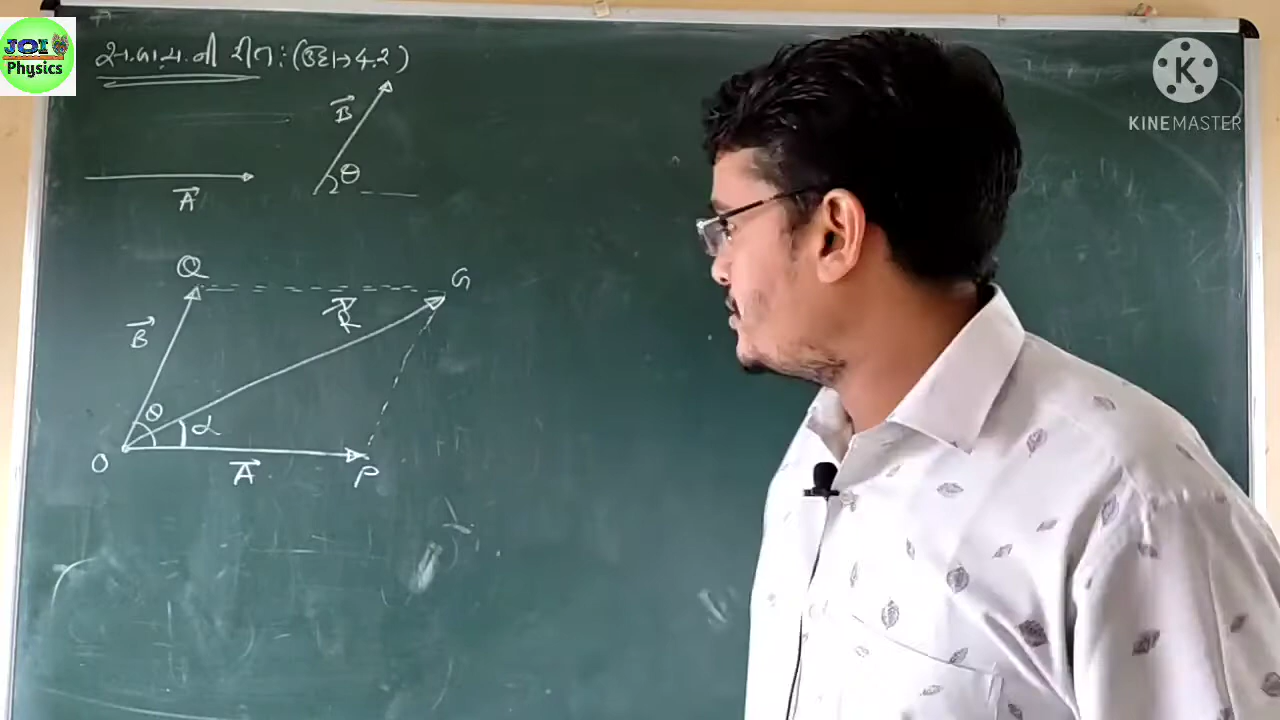 JOI
Physics
સ.બા.ચ.ની રીત : (ઉદા→ 4.2)
KINEMASTER
K
B
θ
A
Q
G
R
B
θ
α
O
A
P